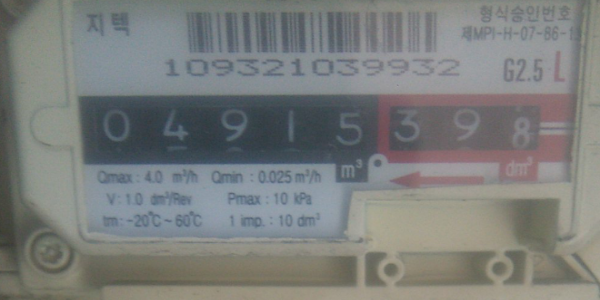 지텍
형식승인번호
제MPI-H-07-86-1
109321039932
G2.5 L
04915 398
m³
dm³
Qmax : 4.0 m³/h Qmin : 0.025 m³/h
V : 1.0 dm³/Rev Pmax : 10 kPa
tm : -20℃ ~ 60℃ 1 imp. : 10 dm³